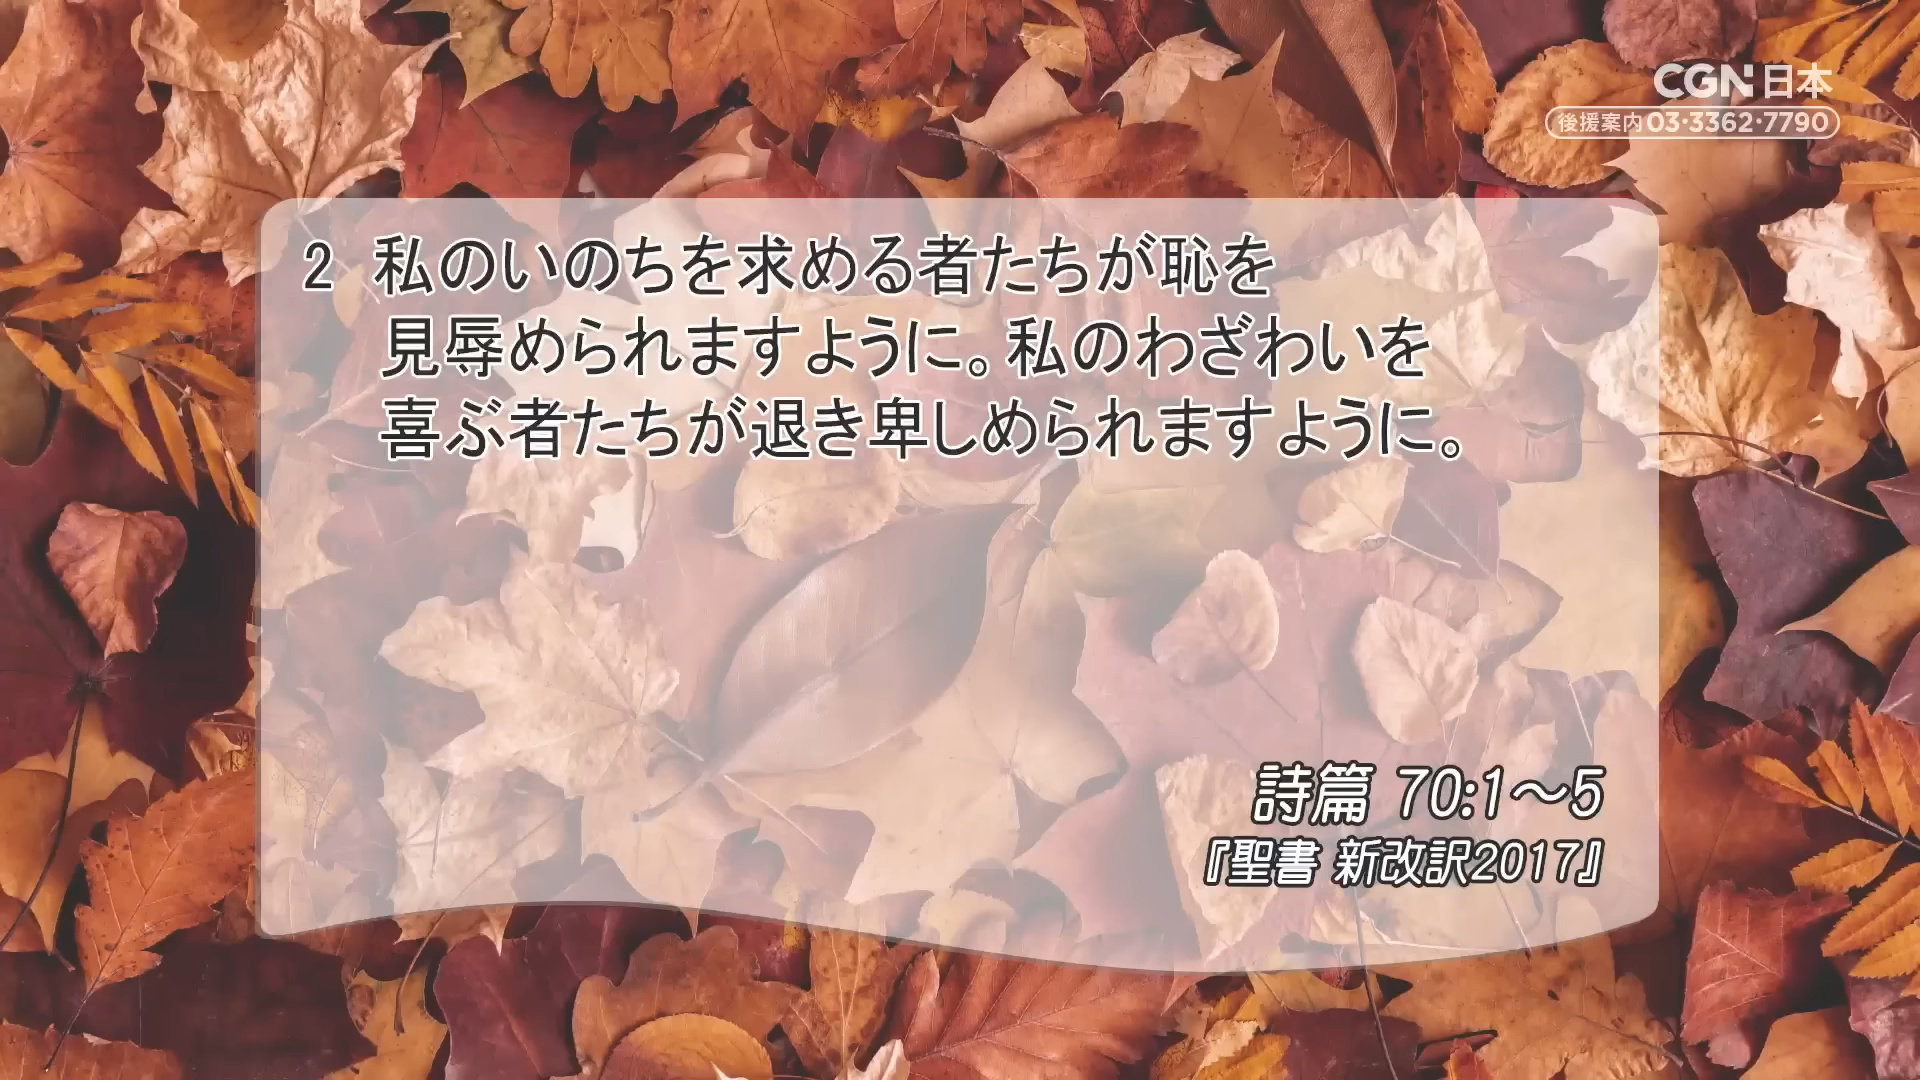 CGN日本
後援案内03・3362・7790
2 私のいのちを求める者たちが恥を
見辱められますように。私のわざわいを
喜ぶ者たちが退き卑しめられますように。
詩篇 70:1～5
『聖書 新改訳2017』